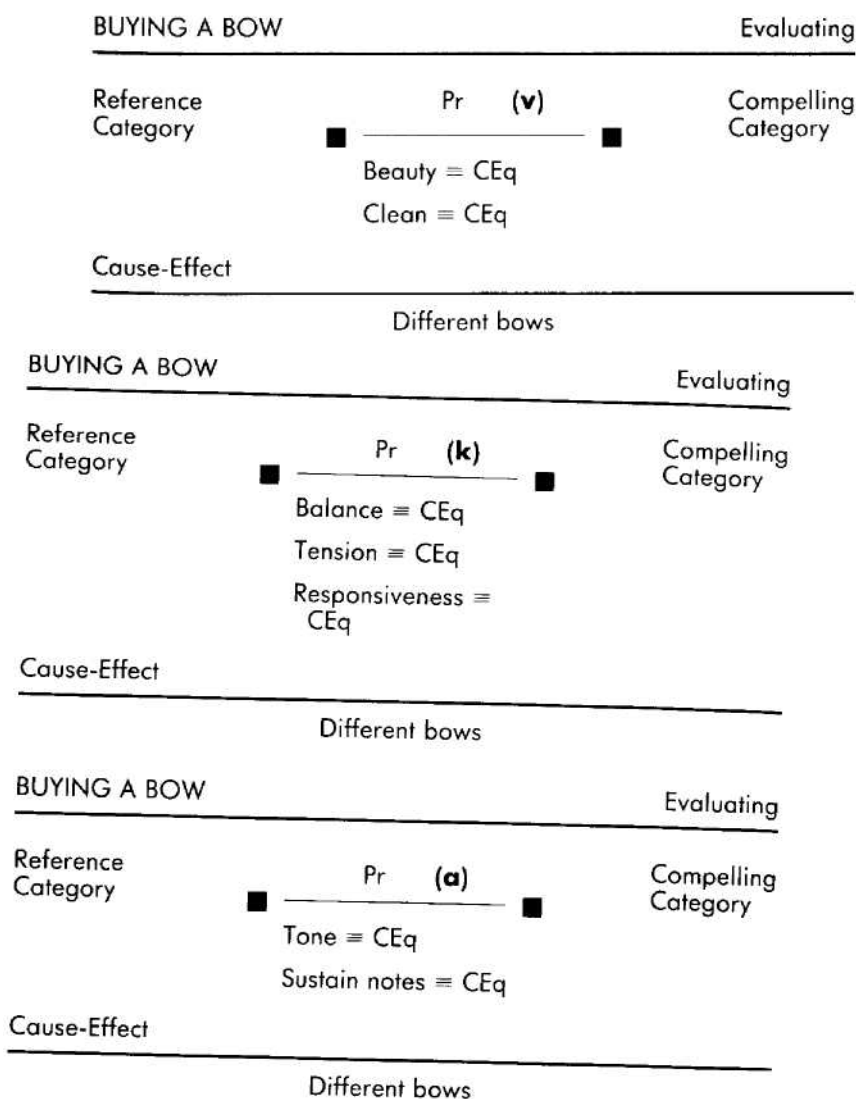 BUYING A BOW Evaluating
Reference Category Pr (v) Compelling Category
Beauty ≡ CEq
Clean ≡ CEq
Cause-Effect
Different bows
BUYING A BOW Evaluating
Reference Category Pr (k) Compelling Category
Balance ≡ CEq
Tension ≡ CEq
Responsiveness ≡
CEq
Cause-Effect
Different bows
BUYING A BOW Evaluating
Reference Category Pr (a) Compelling Category
Tone ≡ CEq
Sustain notes ≡ CEq
Cause-Effect
Different bows